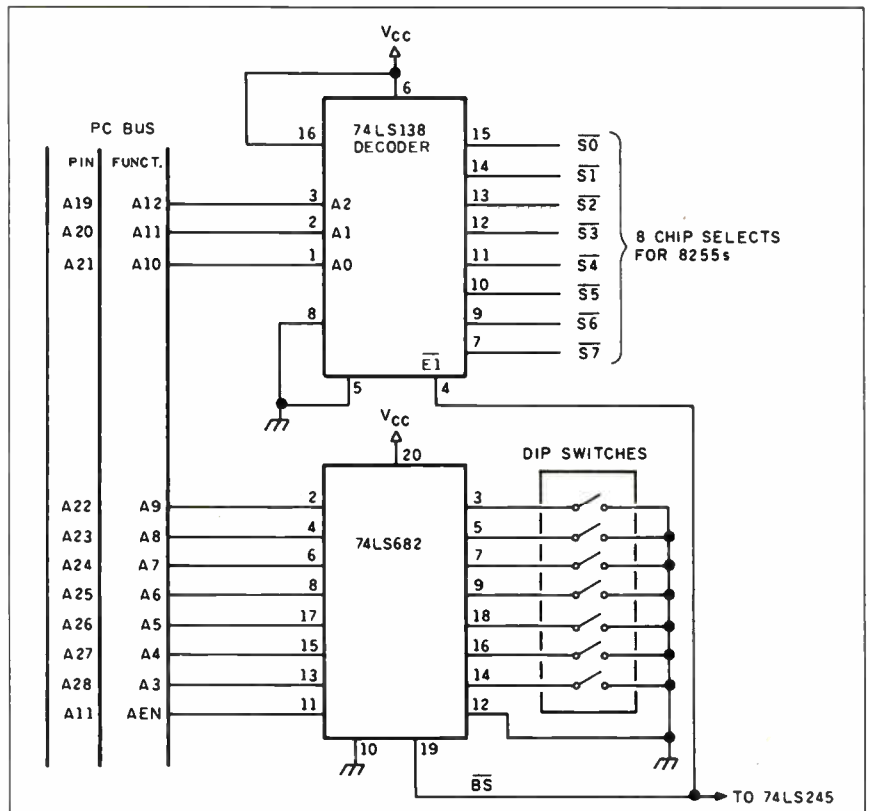 VCC
6
PC BUS
PIN FUNCT.
16 74LS138 DECODER 15 S0
14 S1
A19 A12 3 A2 13 S2
A20 A11 2 A1 12 S3
A21 A10 1 A0 11 S4
10 S5
8 9 S6
7 S7
8 CHIP SELECTS
FOR 8255s
E1
5 4
VCC
20
DIP SWITCHES
A22 A9 2 3
A23 A8 4 74LS682 5
A24 A7 6 7
A25 A6 8 9
A26 A5 17 18
A27 A4 15 16
A28 A3 13 14
A11 AEN 11 12
10 19
BS
TO 74LS245